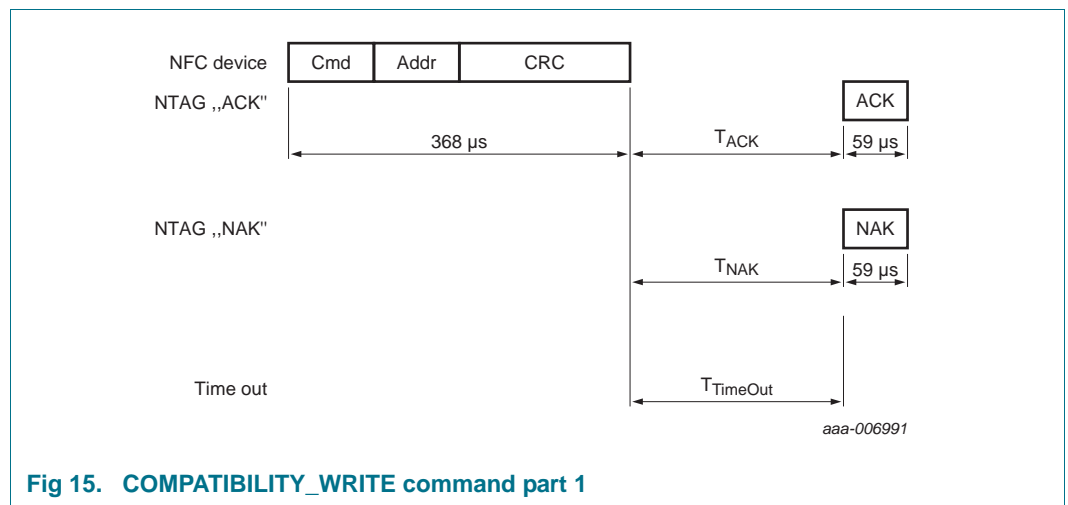 NFC device Cmd Addr CRC
NTAG ,,ACK" ACK
368 µs TACK 59 µs
NTAG ,,NAK" NAK
TNAK 59 µs
Time out TTimeOut
aaa-006991
Fig 15. COMPATIBILITY_WRITE command part 1